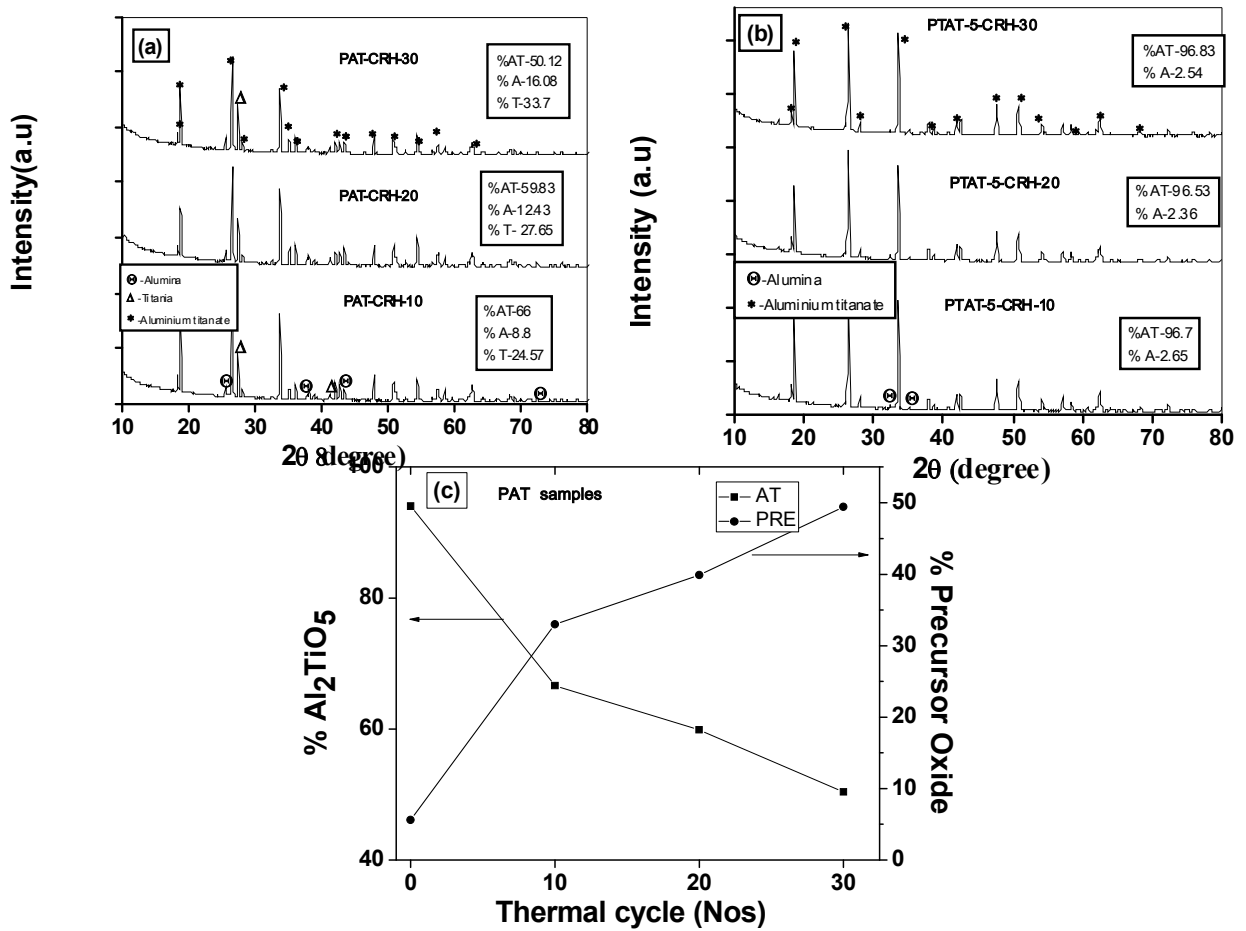 (a)
PAT-CRH-30
%AT-50.12
% A-16.08
% T-33.7
PAT-CRH-20
%AT-59.83
% A-12.43
% T- 27.65
-Alumina
-Titania
-Aluminium titanate
PAT-CRH-10
%AT-66
% A-8.8
% T-24.57
Intensity(a.u)
10 20 30 40 50 60 70 80
2θ (degree)
(b)
PTAT-5-CRH-30
%AT-96.83
% A-2.54
PTAT-5-CRH-20
%AT-96.53
% A-2.36
-Alumina
-Aluminium titanate
PTAT-5-CRH-10
%AT-96.7
% A-2.65
Intensity (a.u)
10 20 30 40 50 60 70 80
2θ (degree)
(c)
PAT samples
AT
PRE
100
80
60
40
% Al₂TiO₅
50
40
30
20
10
0
% Precursor Oxide
0 10 20 30
Thermal cycle (Nos)